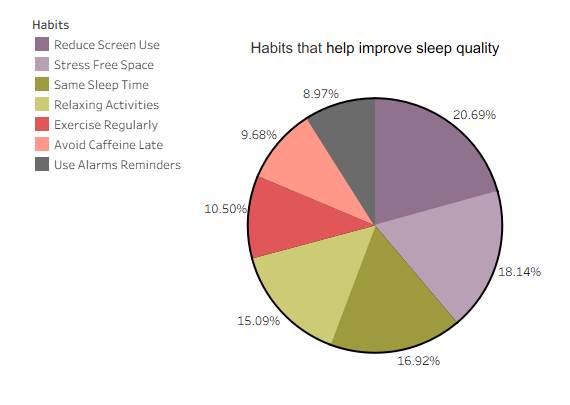 Habits
Reduce Screen Use
Stress Free Space
Same Sleep Time
Relaxing Activities
Exercise Regularly
Avoid Caffeine Late
Use Alarms Reminders
Habits that help improve sleep quality
8.97%
20.69%
9.68%
10.50%
18.14%
15.09%
16.92%